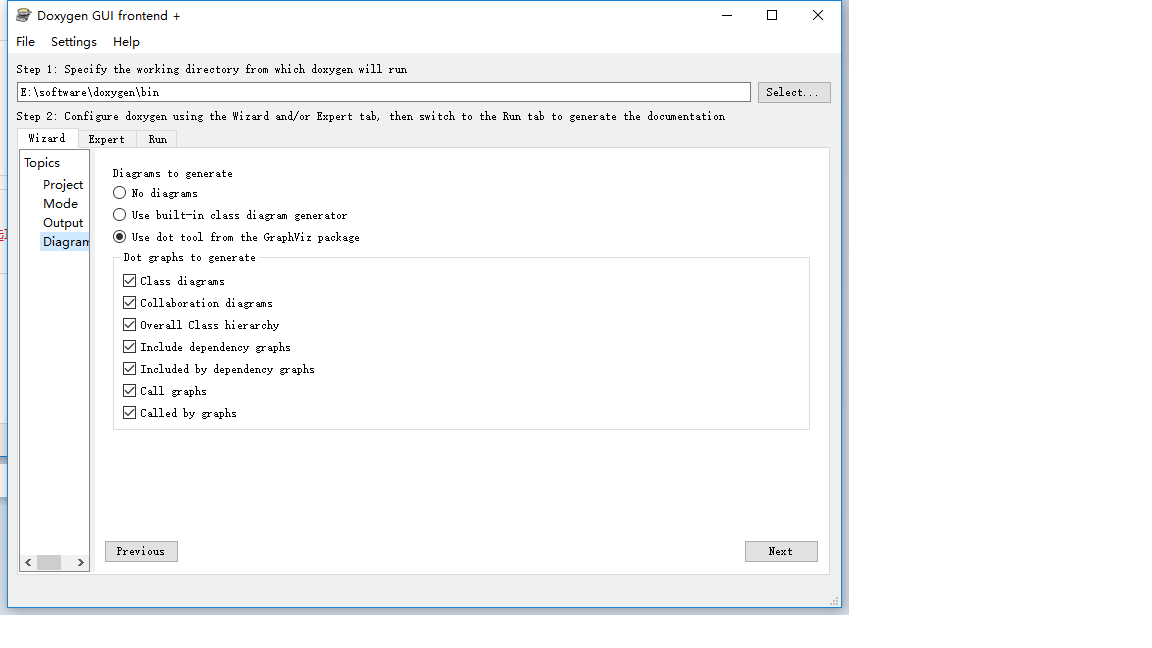 Doxygen GUI frontend +
File Settings Help
Step 1: Specify the working directory from which doxygen will run
E:\software\doxygen\bin Select...
Step 2: Configure doxygen using the Wizard and/or Expert tab, then switch to the Run tab to generate the documentation
Wizard Expert Run
Topics
Project
Mode
Output
Diagram
Diagrams to generate
No diagrams
Use built-in class diagram generator
Use dot tool from the GraphViz package
Dot graphs to generate
Class diagrams
Collaboration diagrams
Overall Class hierarchy
Include dependency graphs
Included by dependency graphs
Call graphs
Called by graphs
Previous Next